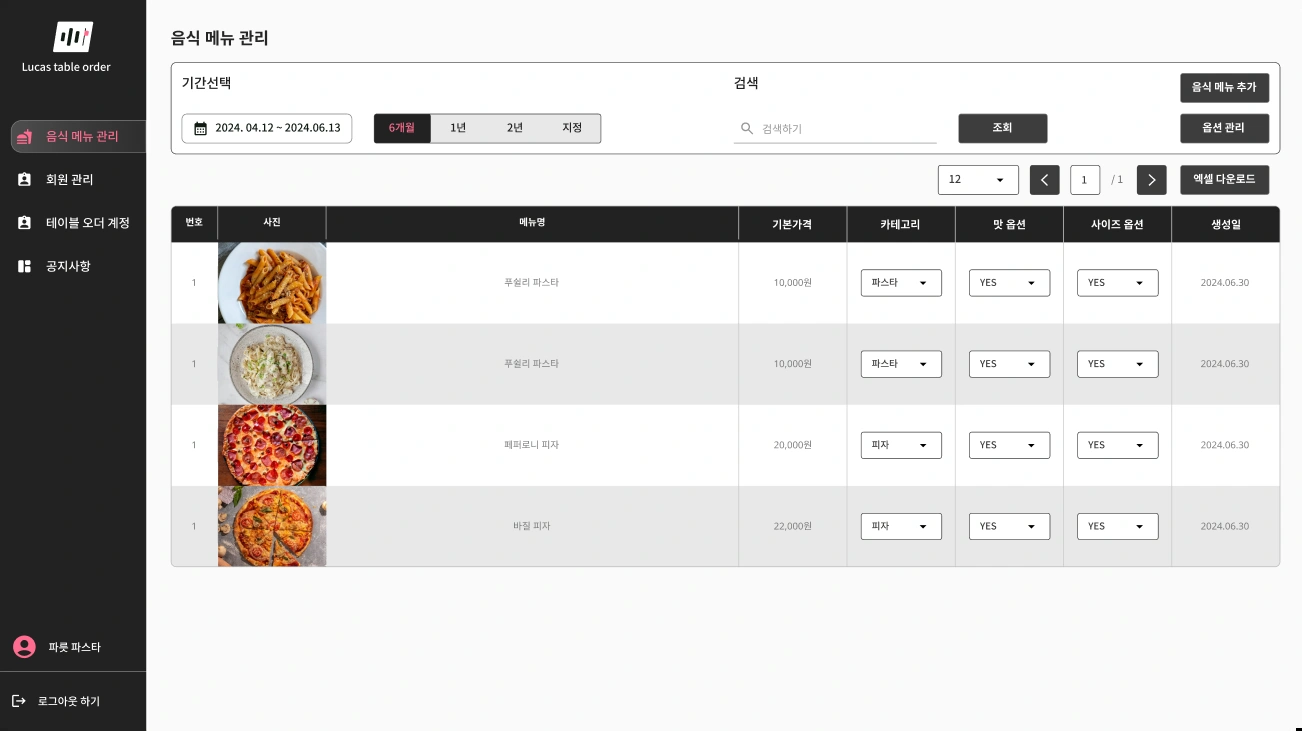 Lucas table order
음식 메뉴 관리
회원 관리
테이블 오더 계정
공지사항
파릇 파스타
로그아웃 하기
음식 메뉴 관리
기간선택
검색
음식 메뉴 추가
2024. 04.12 ~ 2024.06.13
6개월 1년 2년 지정
검색하기
조회
옵션 관리
12
1 / 1
엑셀 다운로드
번호 사진 메뉴명 기본가격 카테고리 맛 옵션 사이즈 옵션 생성일
1 푸쉴리 파스타 10,000원 파스타 YES YES 2024.06.30
1 푸쉴리 파스타 10,000원 파스타 YES YES 2024.06.30
1 페퍼로니 피자 20,000원 피자 YES YES 2024.06.30
1 바질 피자 22,000원 피자 YES YES 2024.06.30